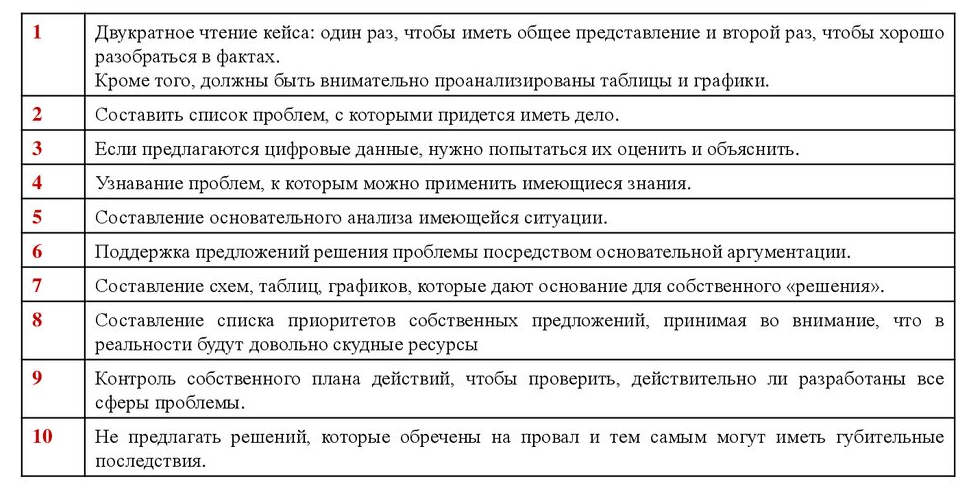 1 Двукратное чтение кейса: один раз, чтобы иметь общее представление и второй раз, чтобы хорошо
разобраться в фактах.
Кроме того, должны быть внимательно проанализированы таблицы и графики.
2 Составить список проблем, с которыми придется иметь дело.
3 Если предлагаются цифровые данные, нужно попытаться их оценить и объяснить.
4 Узнавание проблем, к которым можно применить имеющиеся знания.
5 Составление основательного анализа имеющейся ситуации.
6 Поддержка предложений решения проблемы посредством основательной аргументации.
7 Составление схем, таблиц, графиков, которые дают основание для собственного «решения».
8 Составление списка приоритетов собственных предложений, принимая во внимание, что в
реальности будут довольно скудные ресурсы
9 Контроль собственного плана действий, чтобы проверить, действительно ли разработаны все
сферы проблемы.
10 Не предлагать решений, которые обречены на провал и тем самым могут иметь губительные
последствия.